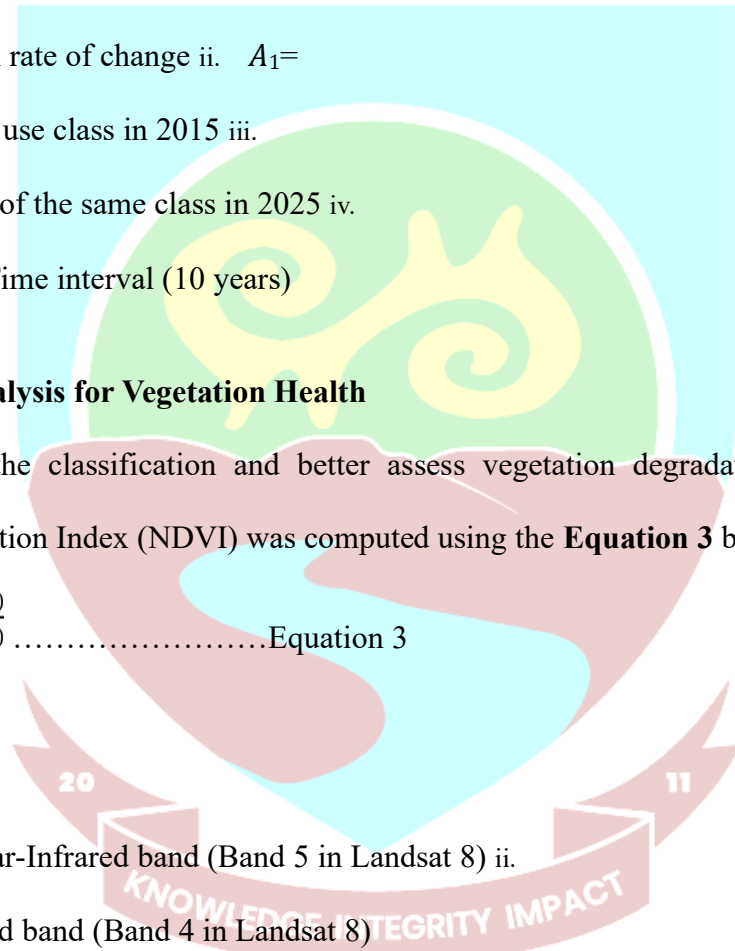 rate of change ii. A₁=
use class in 2015 iii.
of the same class in 2025 iv.
ime interval (10 years)
alysis for Vegetation Health
the classification and better assess vegetation degrada
tion Index (NDVI) was computed using the Equation 3 b
) ……………………Equation 3
20 11
ar-Infrared band (Band 5 in Landsat 8) ii.
d band (Band 4 in Landsat 8)
KNOWLEDGE INTEGRITY IMPACT